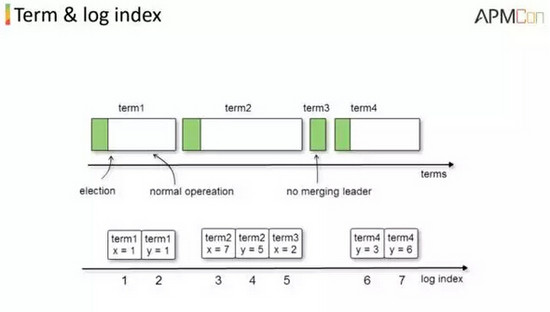 Term & log index
APMCon
term1 term2 term3 term4
terms
election normal opereation no merging leader
term1 term1 term2 term2 term3 term4 term4
x = 1 y = 1 x = 7 y = 5 x = 2 y = 3 y = 6
1 2 3 4 5 6 7 log index